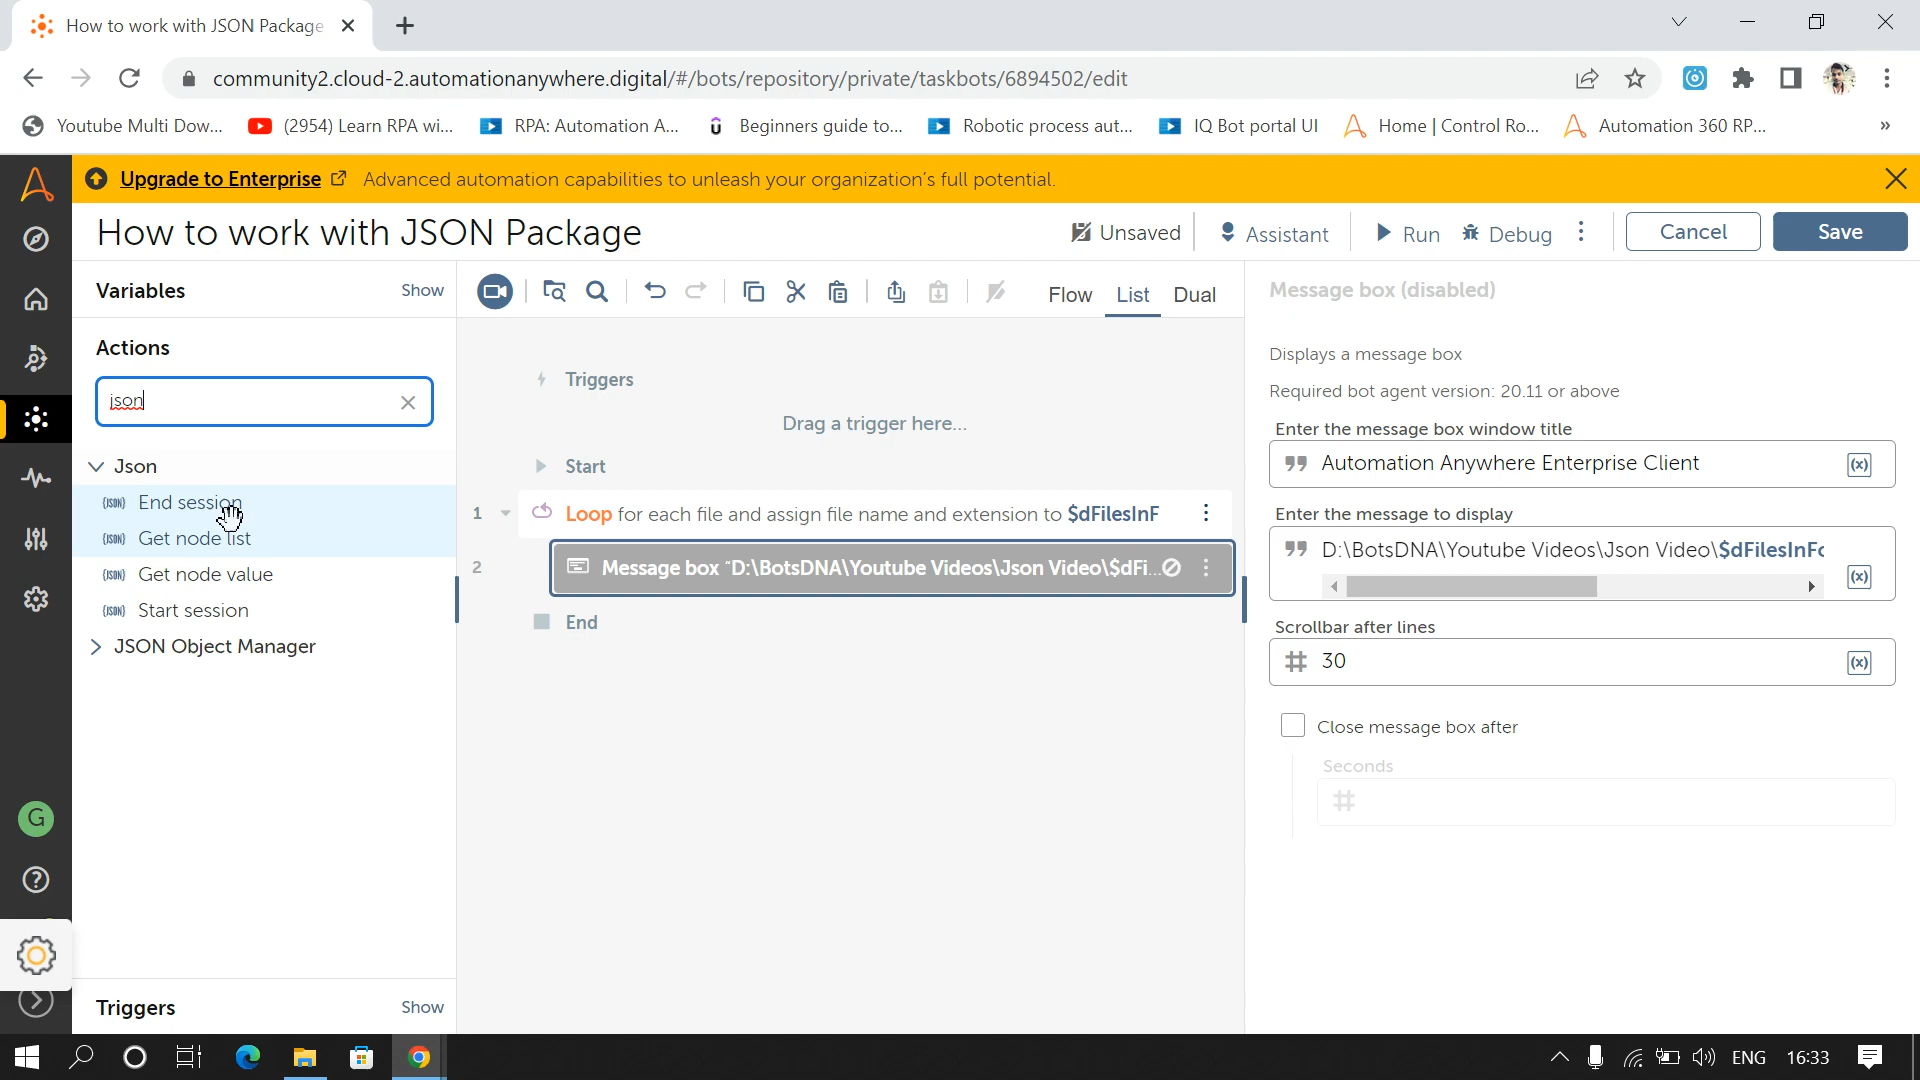 How to work with JSON Package
community2.cloud-2.automationanywhere.digital/#/bots/repository/private/taskbots/6894502/edit
Youtube Multi Dow... (2954) Learn RPA wi... RPA: Automation A... Beginners guide to... Robotic process aut... IQ Bot portal UI Home | Control Ro... Automation 360 RP... »
Upgrade to Enterprise Advanced automation capabilities to unleash your organization's full potential.
How to work with JSON Package Unsaved Assistant Run Debug Cancel Save
Variables Show
Flow List Dual
Message box (disabled)
Actions
json
Json
(JSON) End session
(JSON) Get node list
(JSON) Get node value
(JSON) Start session
JSON Object Manager
Triggers Show
Triggers
Drag a trigger here...
Start
1 Loop for each file and assign file name and extension to $dFilesInF
2 Message box "D:\BotsDNA\Youtube Videos\Json Video\$dFi...
End
Displays a message box
Required bot agent version: 20.11 or above
Enter the message box window title
Automation Anywhere Enterprise Client (x)
Enter the message to display
D:\BotsDNA\Youtube Videos\Json Video\$dFilesInFo
(x)
Scrollbar after lines
30 (x)
Close message box after
Seconds
G
ENG 16:33